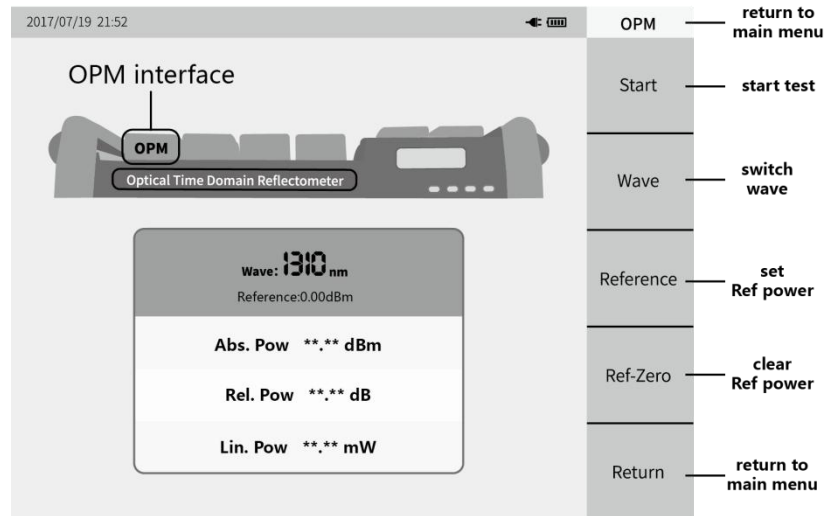 2017/07/19 21:52
OPM
return to
main menu
OPM interface
Start
start test
OPM
Optical Time Domain Reflectometer
Wave
switch
wave
Wave: 1310 nm
Reference:0.00dBm
Reference
set
Ref power
Abs. Pow **.** dBm
Rel. Pow **.** dB
Ref-Zero
clear
Ref power
Lin. Pow **.** mW
Return
return to
main menu